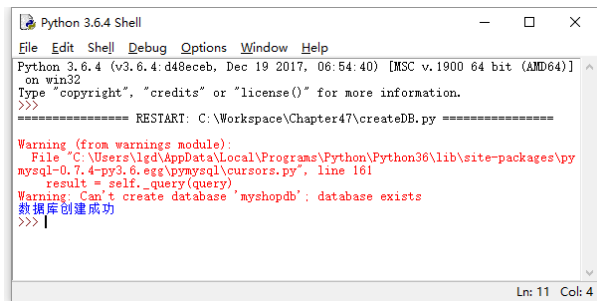 Python 3.6.4 Shell
File Edit Shell Debug Options Window Help
Python 3.6.4 (v3.6.4:d48eceb, Dec 19 2017, 06:54:40) [MSC v.1900 64 bit (AMD64)]
 on win32
Type "copyright", "credits" or "license()" for more information.
>>>
================ RESTART: C:\Workspace\Chapter47\createDB.py ================
Warning (from warnings module):
  File "C:\Users\lgd\AppData\Local\Programs\Python\Python36\lib\site-packages\py
mysql-0.7.4-py3.6.egg\pymysql\cursors.py", line 161
    result = self._query(query)
Warning: Can't create database 'myshopdb'; database exists
数据库创建成功
>>>
Ln: 11 Col: 4